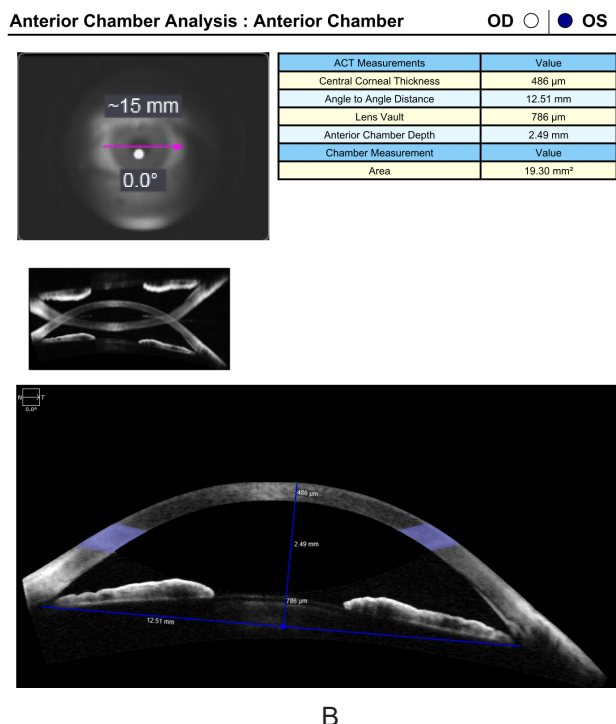 Anterior Chamber Analysis : Anterior Chamber OD OS
~15 mm
0.0°
ACT Measurements Value
Central Corneal Thickness 486 µm
Angle to Angle Distance 12.51 mm
Lens Vault 786 µm
Anterior Chamber Depth 2.49 mm
Chamber Measurement Value
Area 19.30 mm²
N T
0.0°
486 µm
2.49 mm
786 µm
12.51 mm
B